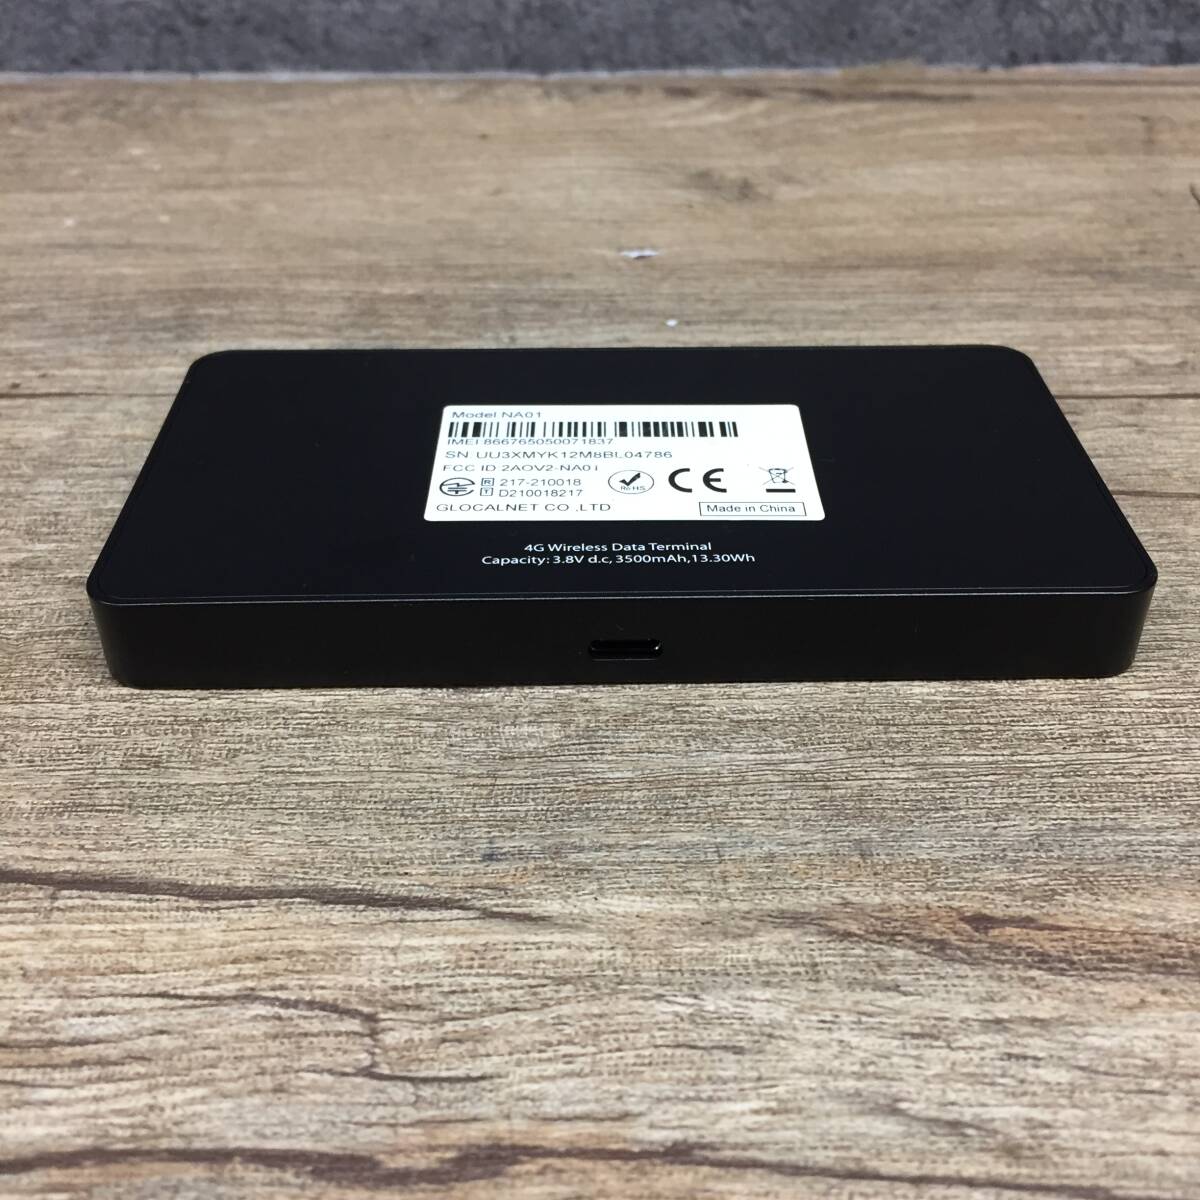 Model NA01
IMEI 866765050071837
SN UU3XMYK12M8BL04786
FCC ID 2AOV2-NA01
R 217-210018
T D210018217
RoHS
CE
GLOCALNET CO.,LTD
Made in China
4G Wireless Data Terminal
Capacity: 3.8V d.c, 3500mAh,13.30Wh